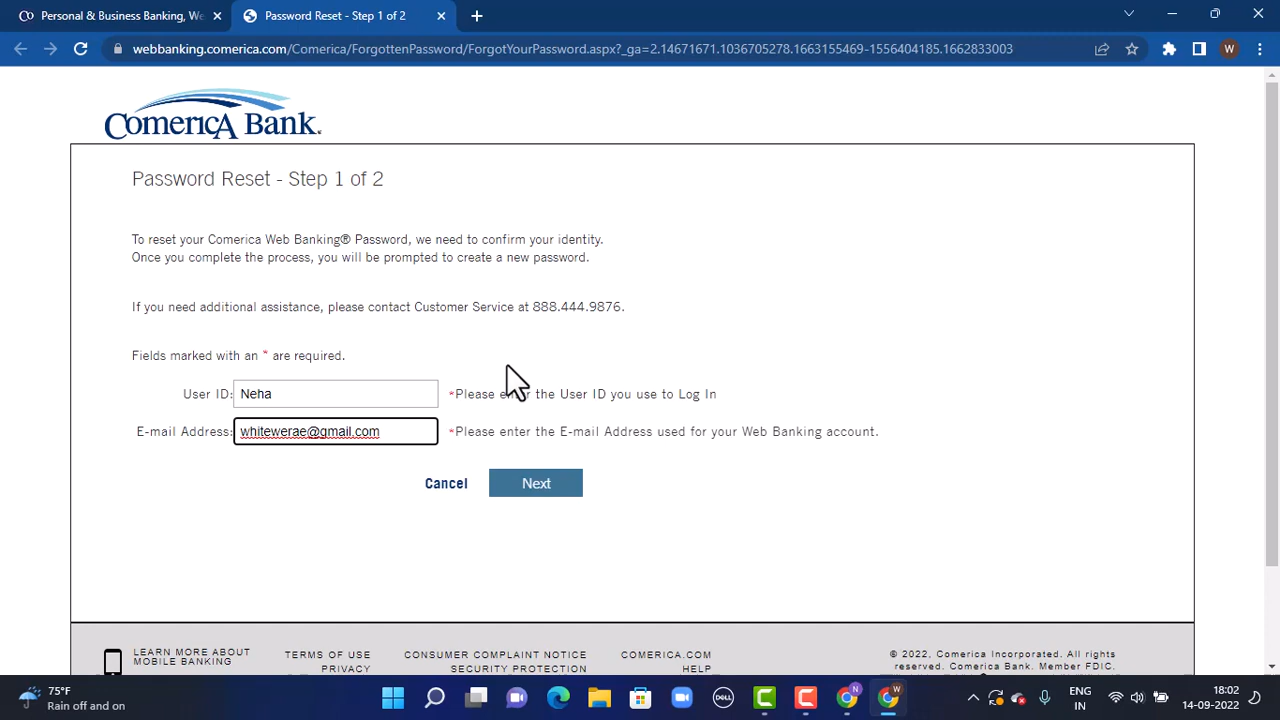 Personal & Business Banking, We
Password Reset - Step 1 of 2
webbanking.comerica.com/Comerica/ForgottenPassword/ForgotYourPassword.aspx?_ga=2.14671671.1036705278.1663155469-1556404185.1662833003
W
Comerica Bank.
Password Reset - Step 1 of 2
To reset your Comerica Web Banking® Password, we need to confirm your identity.
Once you complete the process, you will be prompted to create a new password.
If you need additional assistance, please contact Customer Service at 888.444.9876.
Fields marked with an * are required.
User ID: Neha *Please enter the User ID you use to Log In
E-mail Address: whitewerae@gmail.com *Please enter the E-mail Address used for your Web Banking account.
Cancel Next
LEARN MORE ABOUT
MOBILE BANKING
TERMS OF USE
PRIVACY
CONSUMER COMPLAINT NOTICE
SECURITY PROTECTION
COMERICA.COM
HELP
© 2022, Comerica Incorporated. All rights
reserved. Comerica Bank. Member FDIC.
75°F
Rain off and on
DELL
N
W
ENG
IN
18:02
14-09-2022